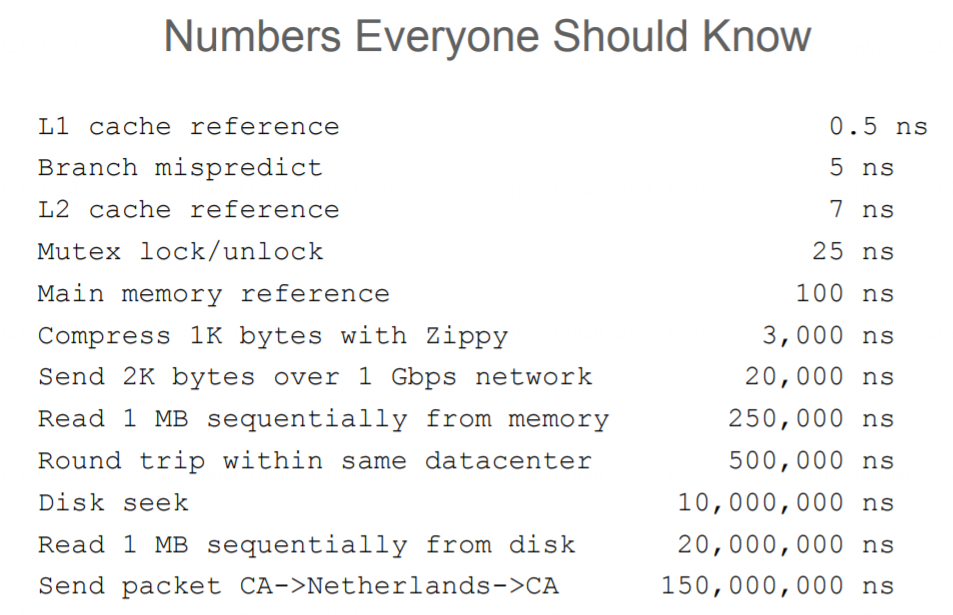 Numbers Everyone Should Know
L1 cache reference 0.5 ns
Branch mispredict 5 ns
L2 cache reference 7 ns
Mutex lock/unlock 25 ns
Main memory reference 100 ns
Compress 1K bytes with Zippy 3,000 ns
Send 2K bytes over 1 Gbps network 20,000 ns
Read 1 MB sequentially from memory 250,000 ns
Round trip within same datacenter 500,000 ns
Disk seek 10,000,000 ns
Read 1 MB sequentially from disk 20,000,000 ns
Send packet CA->Netherlands->CA 150,000,000 ns